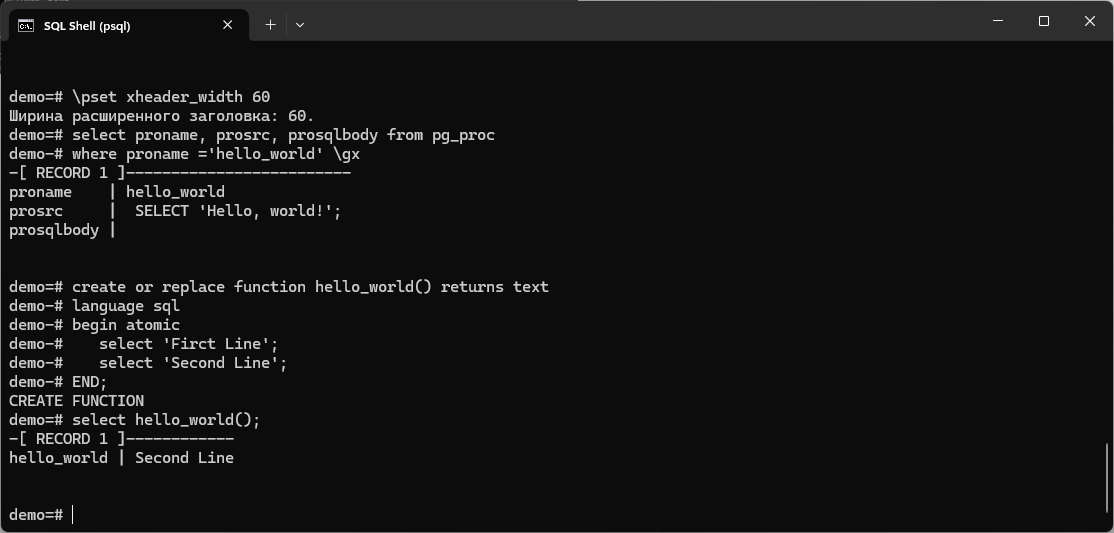 SQL Shell (psql)
demo=# \pset xheader_width 60
Ширина расширенного заголовка: 60.
demo=# select proname, prosrc, prosqlbody from pg_proc
demo-# where proname ='hello_world' \gx
-[ RECORD 1 ]-------------------------
proname    | hello_world
prosrc     |  SELECT 'Hello, world!';
prosqlbody |
demo=# create or replace function hello_world() returns text
demo-# language sql
demo-# begin atomic
demo-#    select 'Firct Line';
demo-#    select 'Second Line';
demo-# END;
CREATE FUNCTION
demo=# select hello_world();
-[ RECORD 1 ]------------
hello_world | Second Line
demo=#